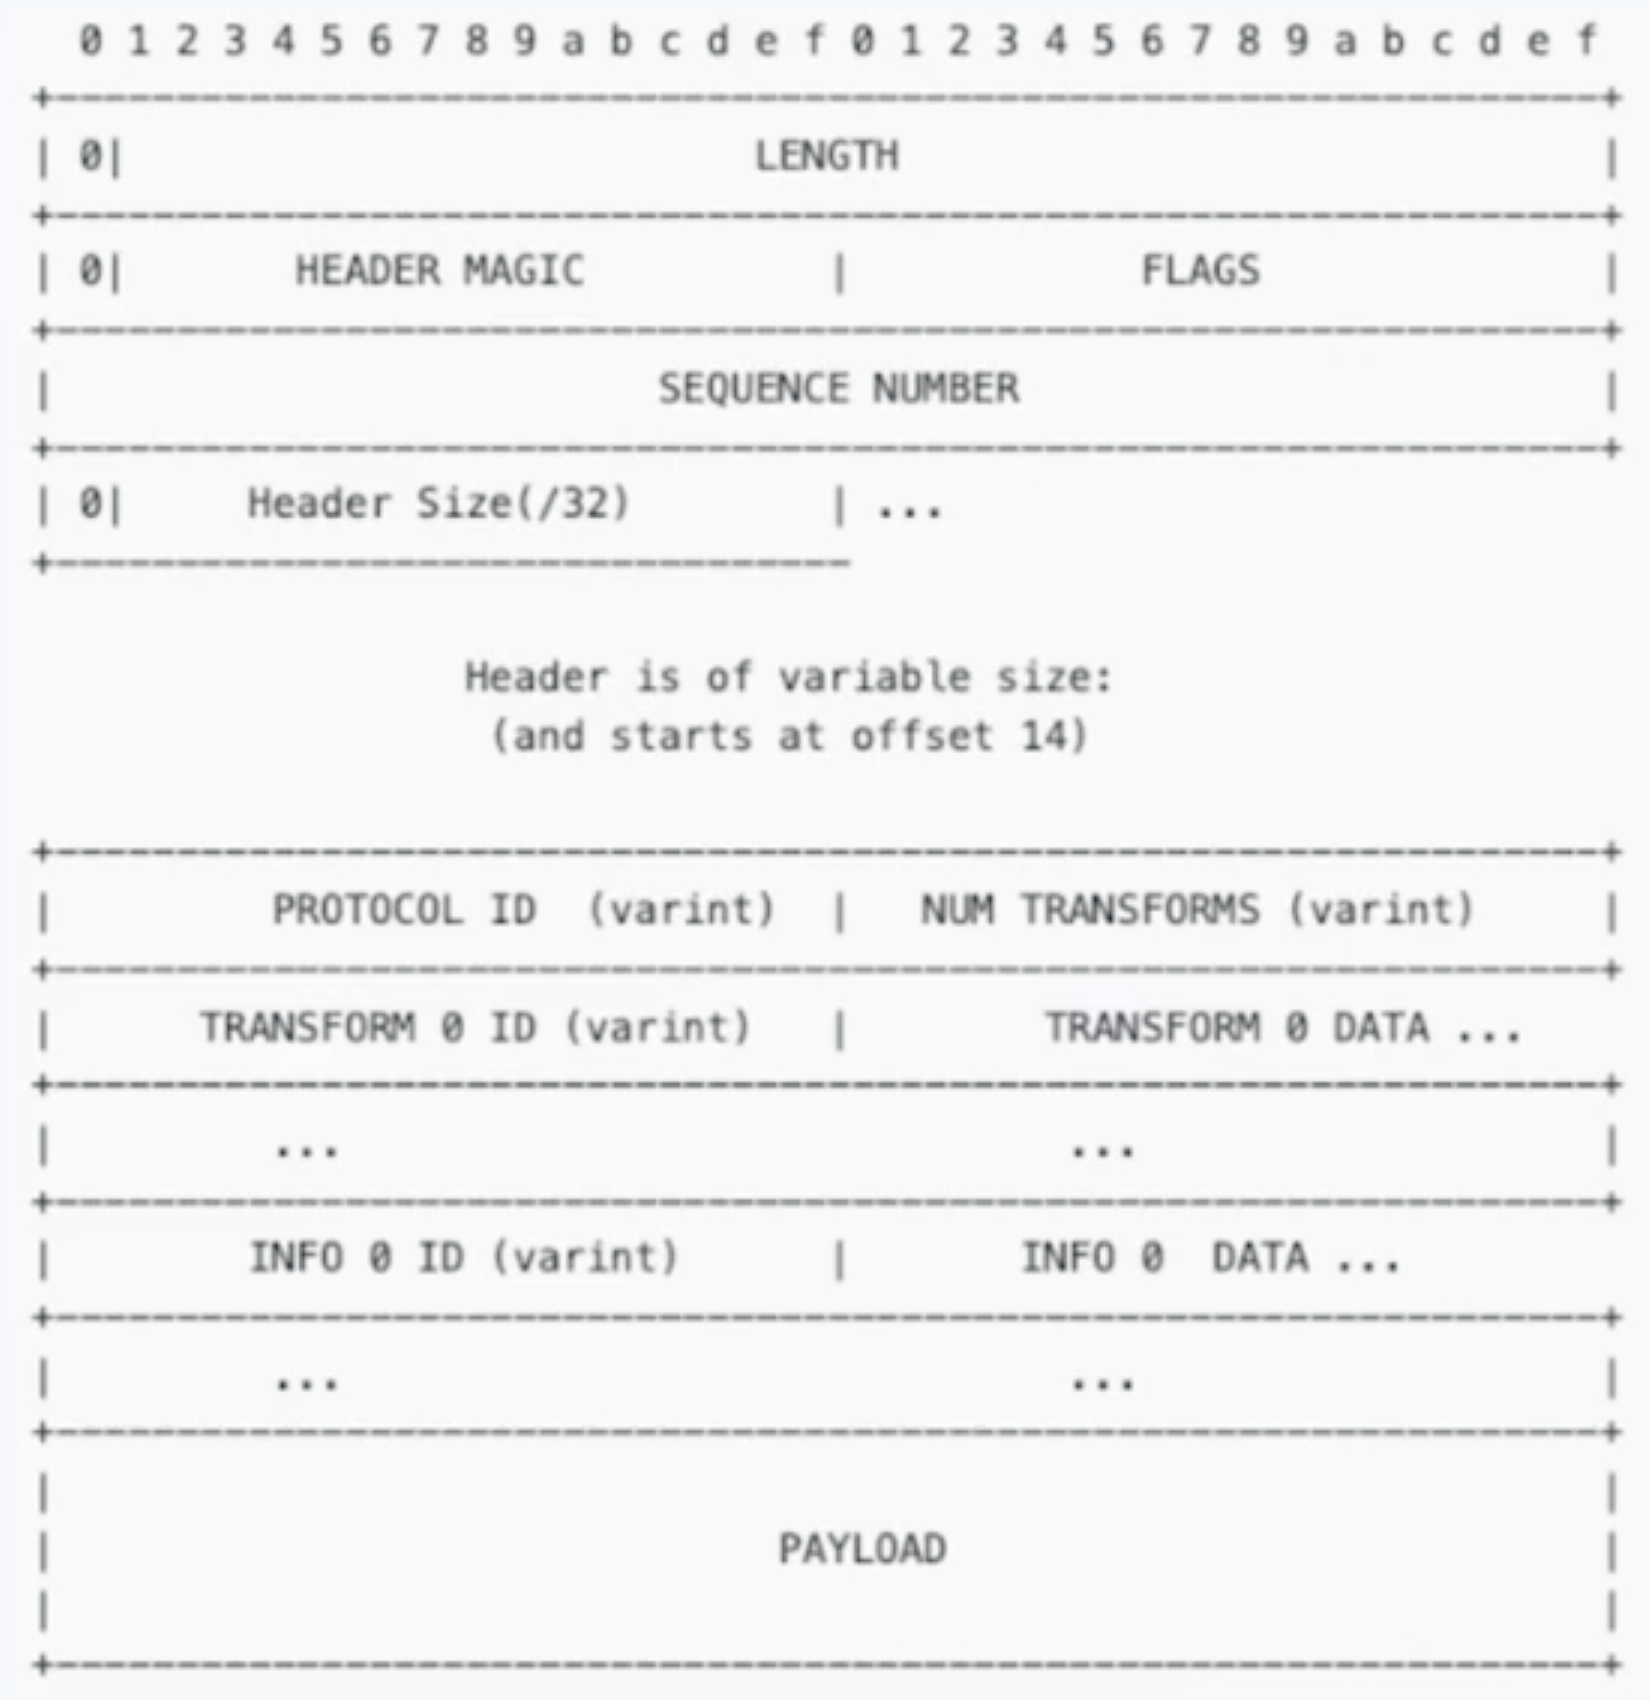 0 1 2 3 4 5 6 7 8 9 a b c d e f 0 1 2 3 4 5 6 7 8 9 a b c d e f
+----------------------------------------------------------------+
| 0|                          LENGTH                             |
+----------------------------------------------------------------+
| 0|       HEADER MAGIC          |            FLAGS              |
+----------------------------------------------------------------+
|                         SEQUENCE NUMBER                        |
+----------------------------------------------------------------+
| 0|     Header Size(/32)        | ...
+---------------------------------
Header is of variable size:
(and starts at offset 14)
+----------------------------------------------------------------+
|         PROTOCOL ID  (varint)  |   NUM TRANSFORMS (varint)     |
+----------------------------------------------------------------+
|      TRANSFORM 0 ID (varint)   |        TRANSFORM 0 DATA ...
+----------------------------------------------------------------+
|         ...                              ...                   |
+----------------------------------------------------------------+
|        INFO 0 ID (varint)      |       INFO 0  DATA ...
+----------------------------------------------------------------+
|         ...                              ...                   |
+----------------------------------------------------------------+
|                                                                |
|                              PAYLOAD                           |
|                                                                |
+----------------------------------------------------------------+